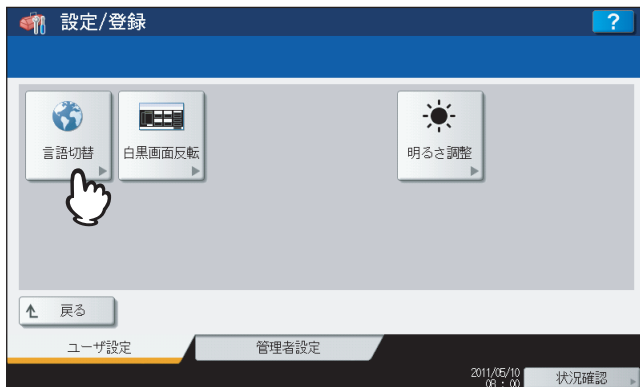 設定/登録
?
言語切替
白黒画面反転
明るさ調整
戻る
ユーザ設定
管理者設定
2011/05/10
08 : 00
状況確認